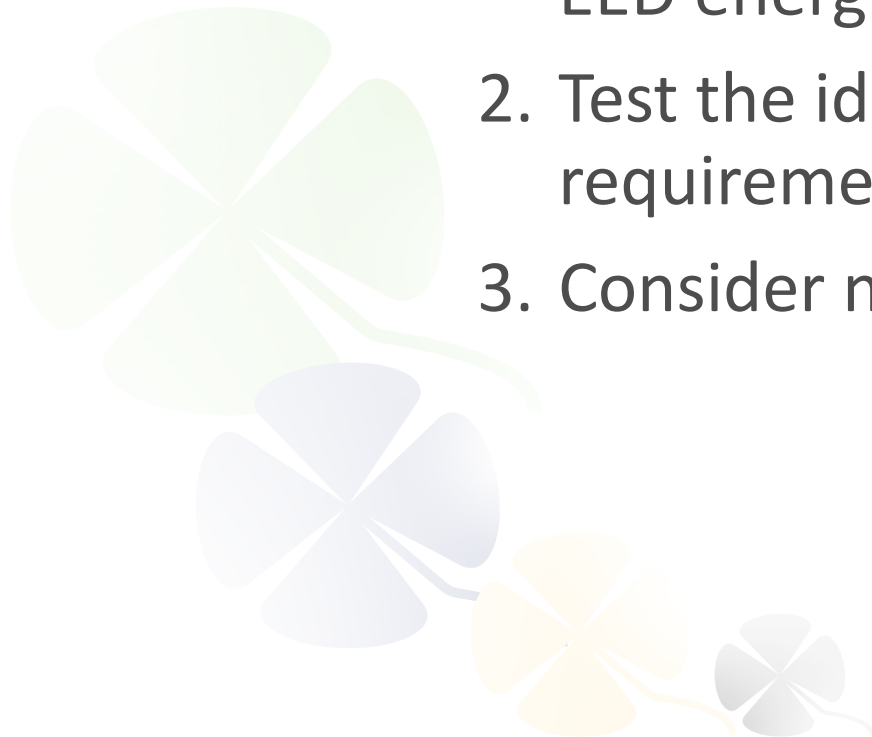 LED energ
2. Test the id
requireme
3. Consider n